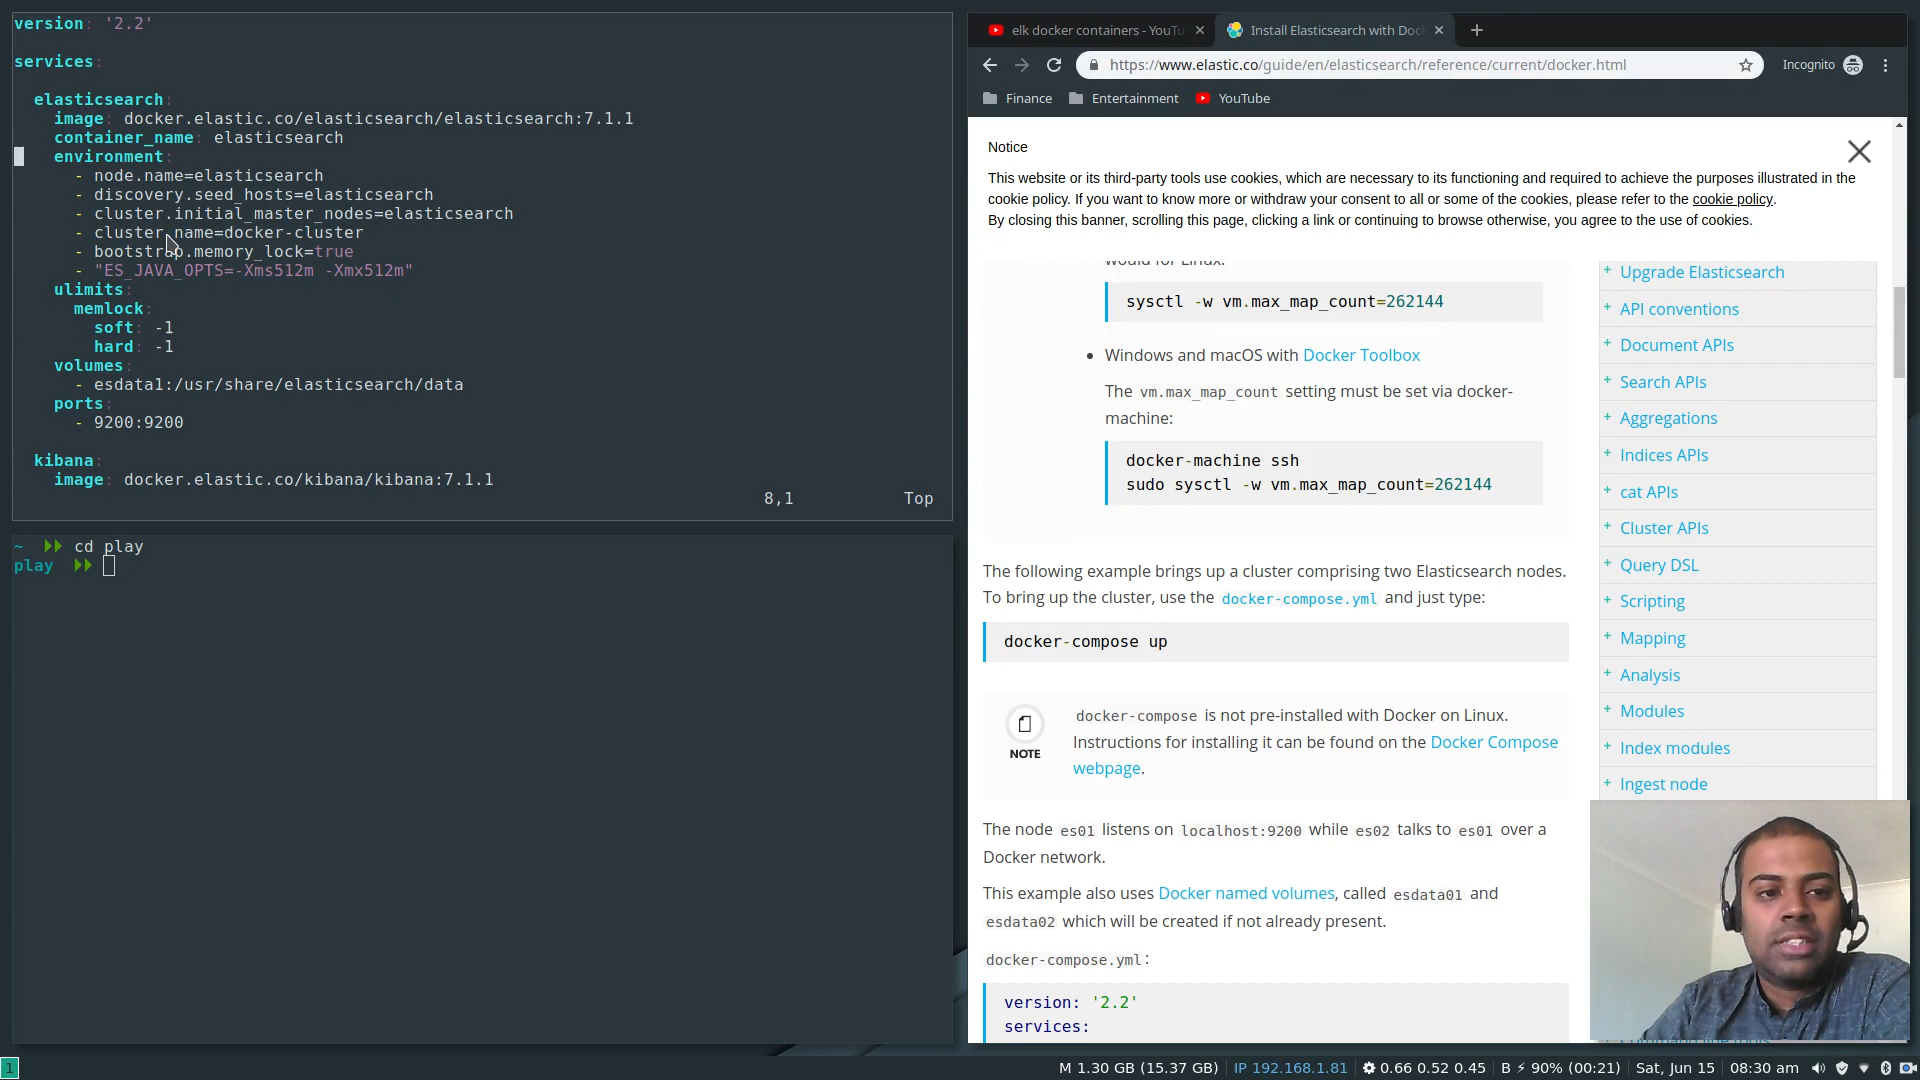 version: '2.2'
services:
elasticsearch:
image: docker.elastic.co/elasticsearch/elasticsearch:7.1.1
container_name: elasticsearch
environment:
- node.name=elasticsearch
- discovery.seed_hosts=elasticsearch
- cluster.initial_master_nodes=elasticsearch
- cluster.name=docker-cluster
- bootstrap.memory_lock=true
- "ES_JAVA_OPTS=-Xms512m -Xmx512m"
ulimits:
memlock:
soft: -1
hard: -1
volumes:
- esdata1:/usr/share/elasticsearch/data
ports:
- 9200:9200
kibana:
image: docker.elastic.co/kibana/kibana:7.1.1
8,1 Top
~ cd play
play
elk docker containers - YouTu
Install Elasticsearch with Doc
https://www.elastic.co/guide/en/elasticsearch/reference/current/docker.html
Incognito
Finance
Entertainment
YouTube
Notice
This website or its third-party tools use cookies, which are necessary to its functioning and required to achieve the purposes illustrated in the
cookie policy. If you want to know more or withdraw your consent to all or some of the cookies, please refer to the cookie policy.
By closing this banner, scrolling this page, clicking a link or continuing to browse otherwise, you agree to the use of cookies.
would for Linux:
sysctl -w vm.max_map_count=262144
• Windows and macOS with Docker Toolbox
The vm.max_map_count setting must be set via docker-
machine:
docker-machine ssh
sudo sysctl -w vm.max_map_count=262144
The following example brings up a cluster comprising two Elasticsearch nodes.
To bring up the cluster, use the docker-compose.yml and just type:
docker-compose up
NOTE
docker-compose is not pre-installed with Docker on Linux.
Instructions for installing it can be found on the Docker Compose
webpage.
The node es01 listens on localhost:9200 while es02 talks to es01 over a
Docker network.
This example also uses Docker named volumes, called esdata01 and
esdata02 which will be created if not already present.
docker-compose.yml:
version: '2.2'
services:
+ Upgrade Elasticsearch
+ API conventions
+ Document APIs
+ Search APIs
+ Aggregations
+ Indices APIs
+ cat APIs
+ Cluster APIs
+ Query DSL
+ Scripting
+ Mapping
+ Analysis
+ Modules
+ Index modules
+ Ingest node
1
M 1.30 GB (15.37 GB) IP 192.168.1.81 0.66 0.52 0.45 B ⚡ 90% (00:21) Sat, Jun 15 08:30 am